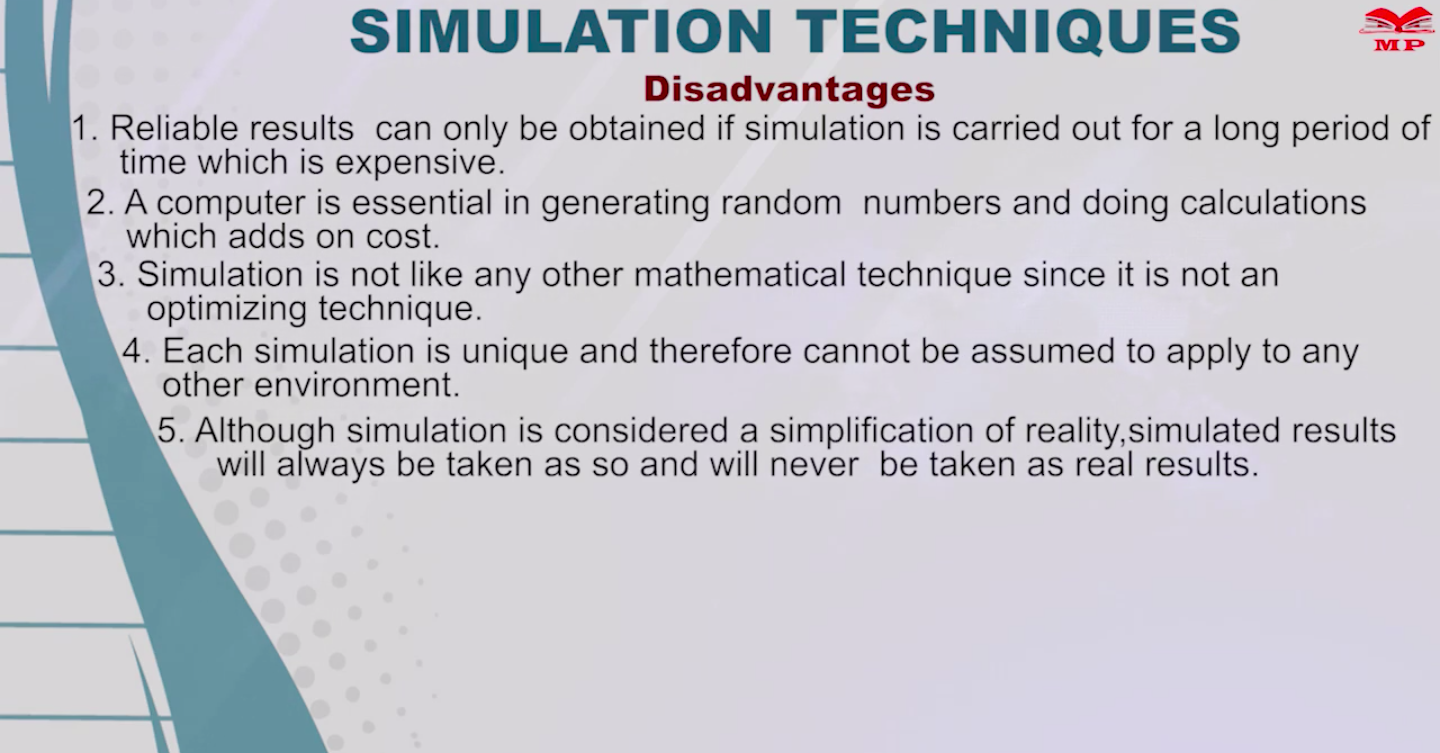 SIMULATION TECHNIQUES
MP
Disadvantages
1. Reliable results can only be obtained if simulation is carried out for a long period of
time which is expensive.
2. A computer is essential in generating random numbers and doing calculations
which adds on cost.
3. Simulation is not like any other mathematical technique since it is not an
optimizing technique.
4. Each simulation is unique and therefore cannot be assumed to apply to any
other environment.
5. Although simulation is considered a simplification of reality,simulated results
will always be taken as so and will never be taken as real results.